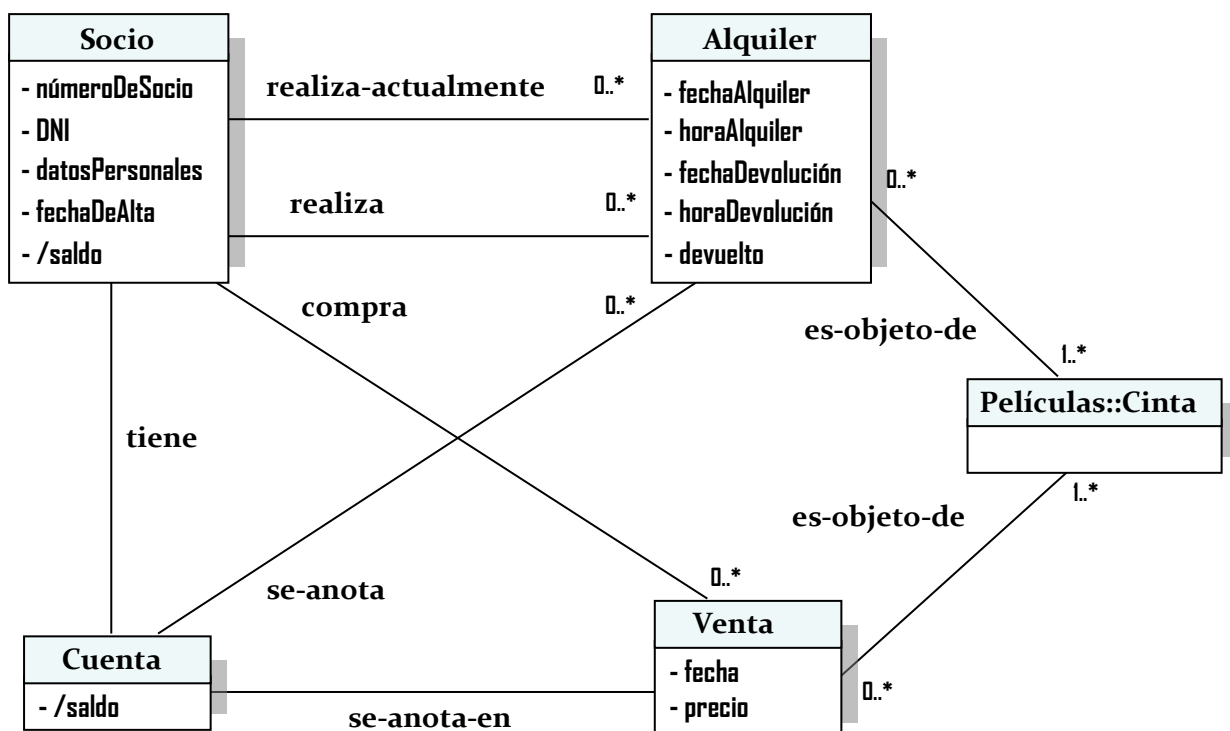 Socio
- númeroDeSocio
- DNI
- datosPersonales
- fechaDeAlta
- /saldo
realiza-actualmente
0..*
realiza
0..*
Alquiler
- fechaAlquiler
- horaAlquiler
- fechaDevolución
- horaDevolución
- devuelto
0..*
compra
0..*
es-objeto-de
1..*
Películas::Cinta
tiene
1..*
es-objeto-de
se-anota
0..*
Venta
- fecha
- precio
0..*
Cuenta
- /saldo
se-anota-en